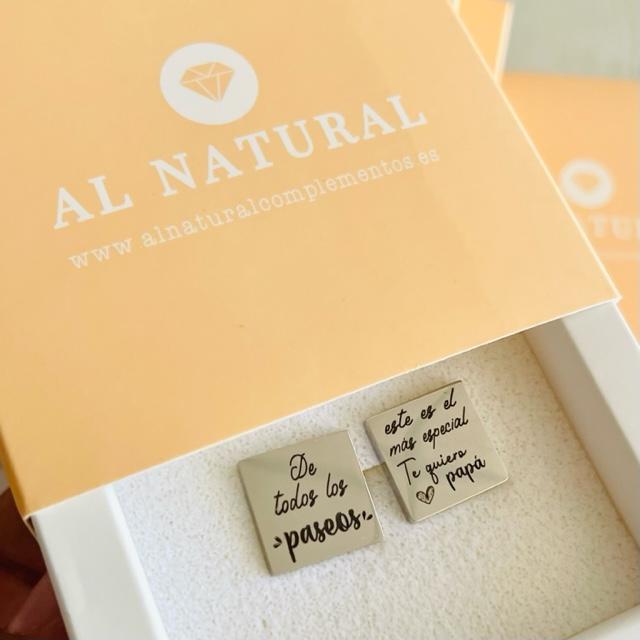 AL NATURAL
www.alnaturalcomplementos.es
De
todos los
paseos
este es el
más especial
Te quiero
papá